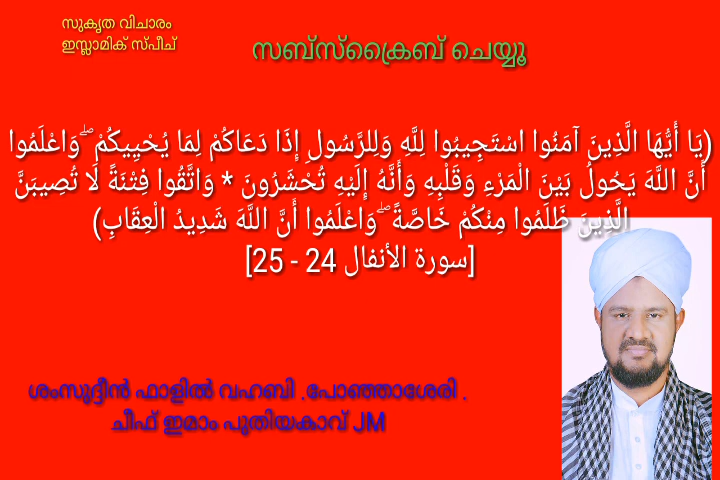 സുകൃത വിചാരം
ഇസ്ലാമിക് സ്പീച്
സബ്സ്ക്രൈബ് ചെയ്യൂ
(يَا أَيُّهَا الَّذِينَ آمَنُوا اسْتَجِيبُوا لِلَّهِ وَلِلرَّسُولِ إِذَا دَعَاكُمْ لِمَا يُحْيِيكُمْ ۖ وَاعْلَمُوا
أَنَّ اللَّهَ يَحُولُ بَيْنَ الْمَرْءِ وَقَلْبِهِ وَأَنَّهُ إِلَيْهِ تُحْشَرُونَ * وَاتَّقُوا فِتْنَةً لَا تُصِيبَنَّ
الَّذِينَ ظَلَمُوا مِنْكُمْ خَاصَّةً ۖ وَاعْلَمُوا أَنَّ اللَّهَ شَدِيدُ الْعِقَابِ)
[سورة الأنفال 24 - 25]
ശംസുദ്ദീൻ ഫാളിൽ വഹബി .പോഞ്ഞാശേരി .
ചീഫ് ഇമാം പുതിയകാവ് JM